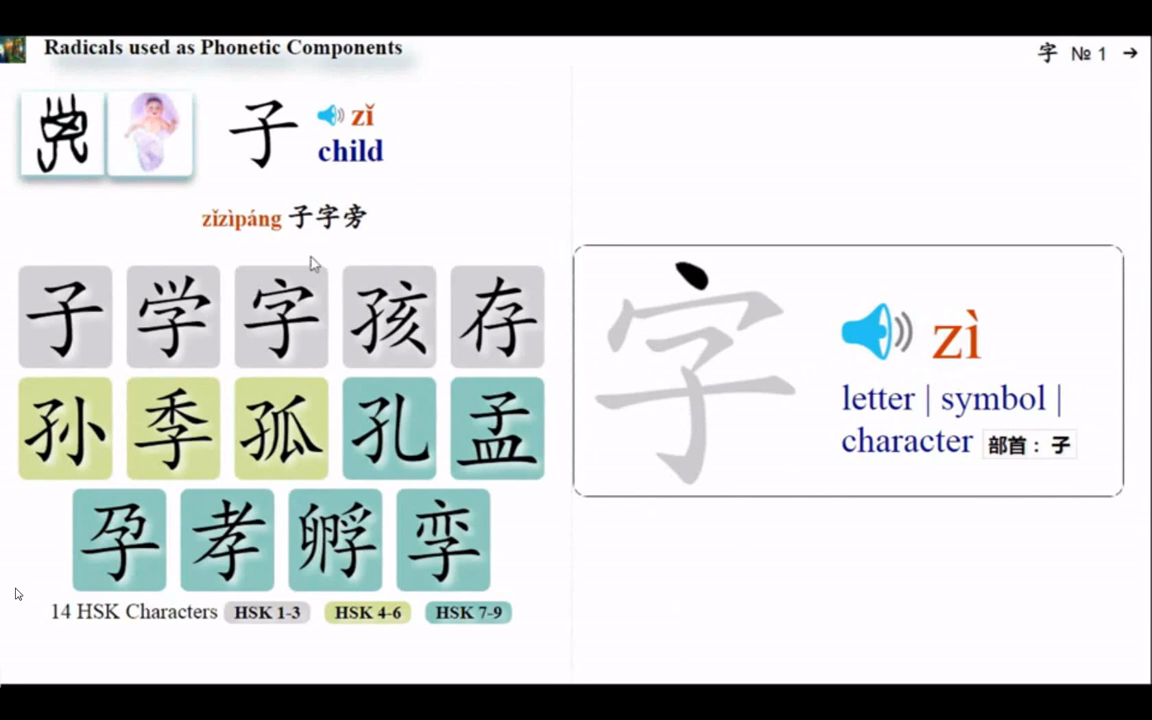 Radicals used as Phonetic Components
字 № 1 →
子 zǐ
child
zǐzìpáng 子字旁
子 学 字 孩 存
孙 季 孤 孔 孟
孕 孝 孵 孪
14 HSK Characters HSK 1-3 HSK 4-6 HSK 7-9
字 zì
letter | symbol |
character 部首： 子